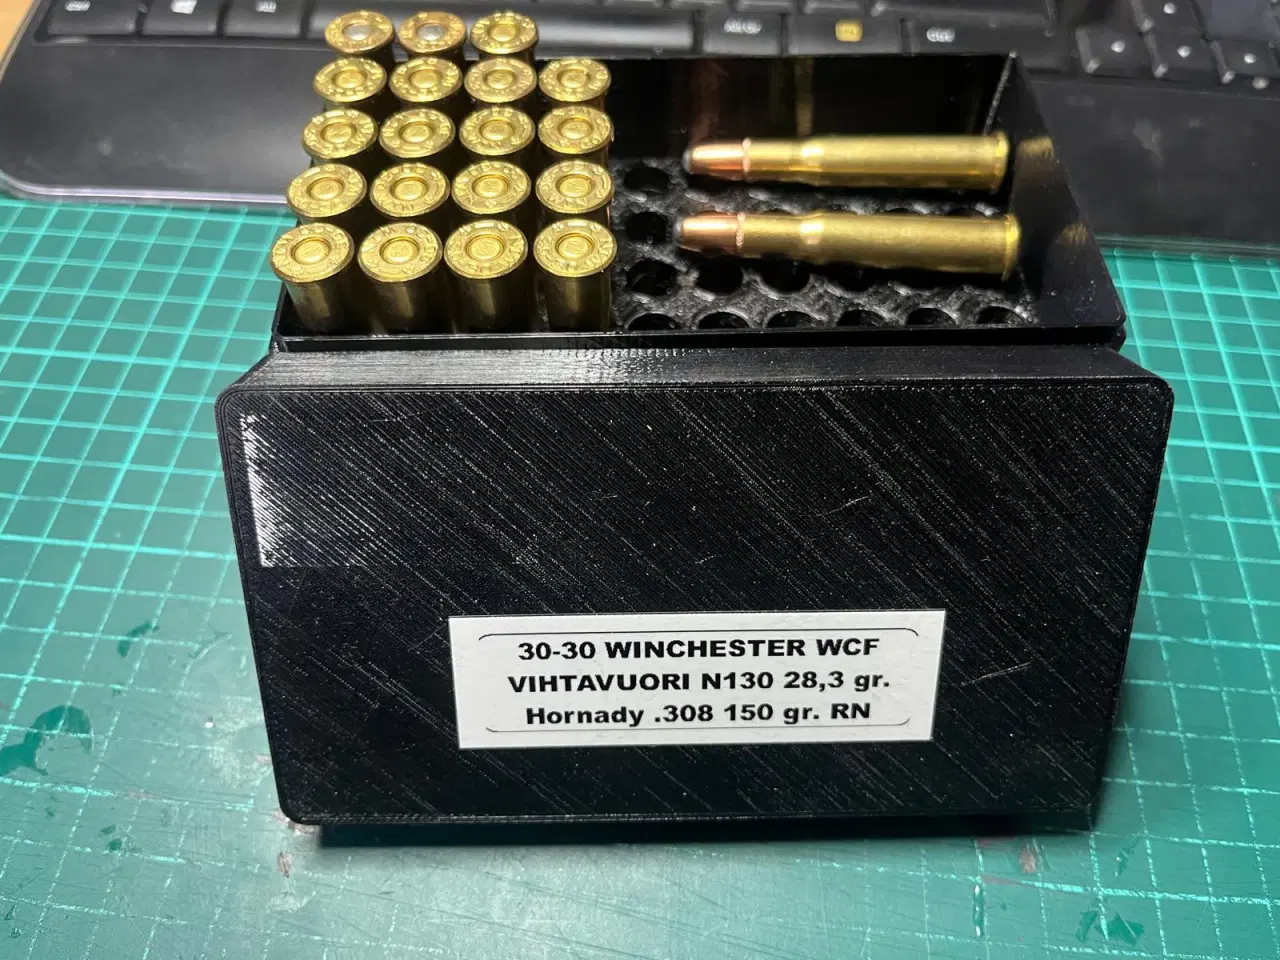 30-30 WINCHESTER WCF
VIHTAVUORI N130 28,3 gr.
Hornady .308 150 gr. RN